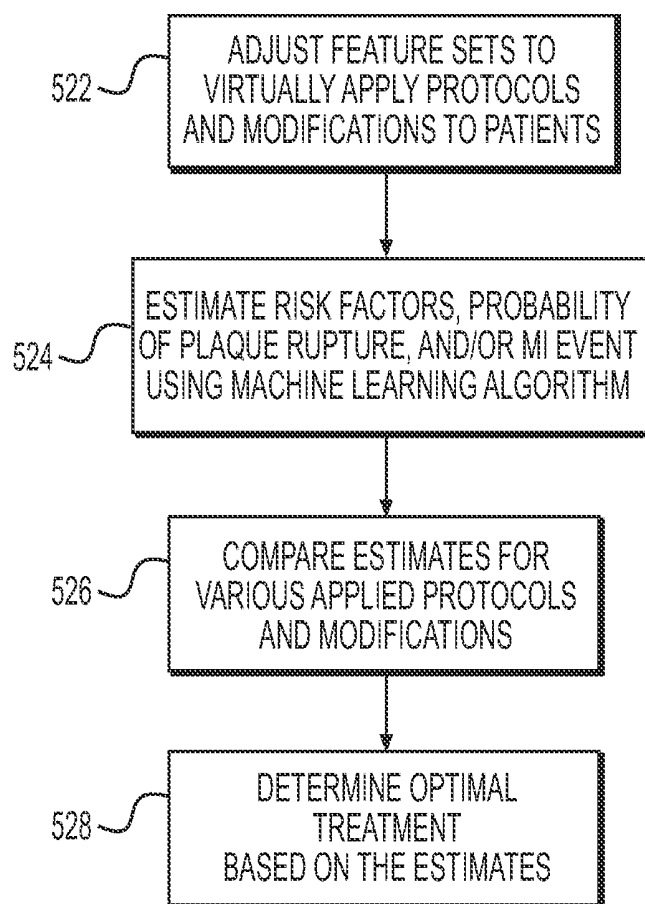 522
ADJUST FEATURE SETS TO
VIRTUALLY APPLY PROTOCOLS
AND MODIFICATIONS TO PATIENTS
524
ESTIMATE RISK FACTORS, PROBABILITY
OF PLAQUE RUPTURE, AND/OR MI EVENT
USING MACHINE LEARNING ALGORITHM
526
COMPARE ESTIMATES FOR
VARIOUS APPLIED PROTOCOLS
AND MODIFICATIONS
528
DETERMINE OPTIMAL
TREATMENT
BASED ON THE ESTIMATES